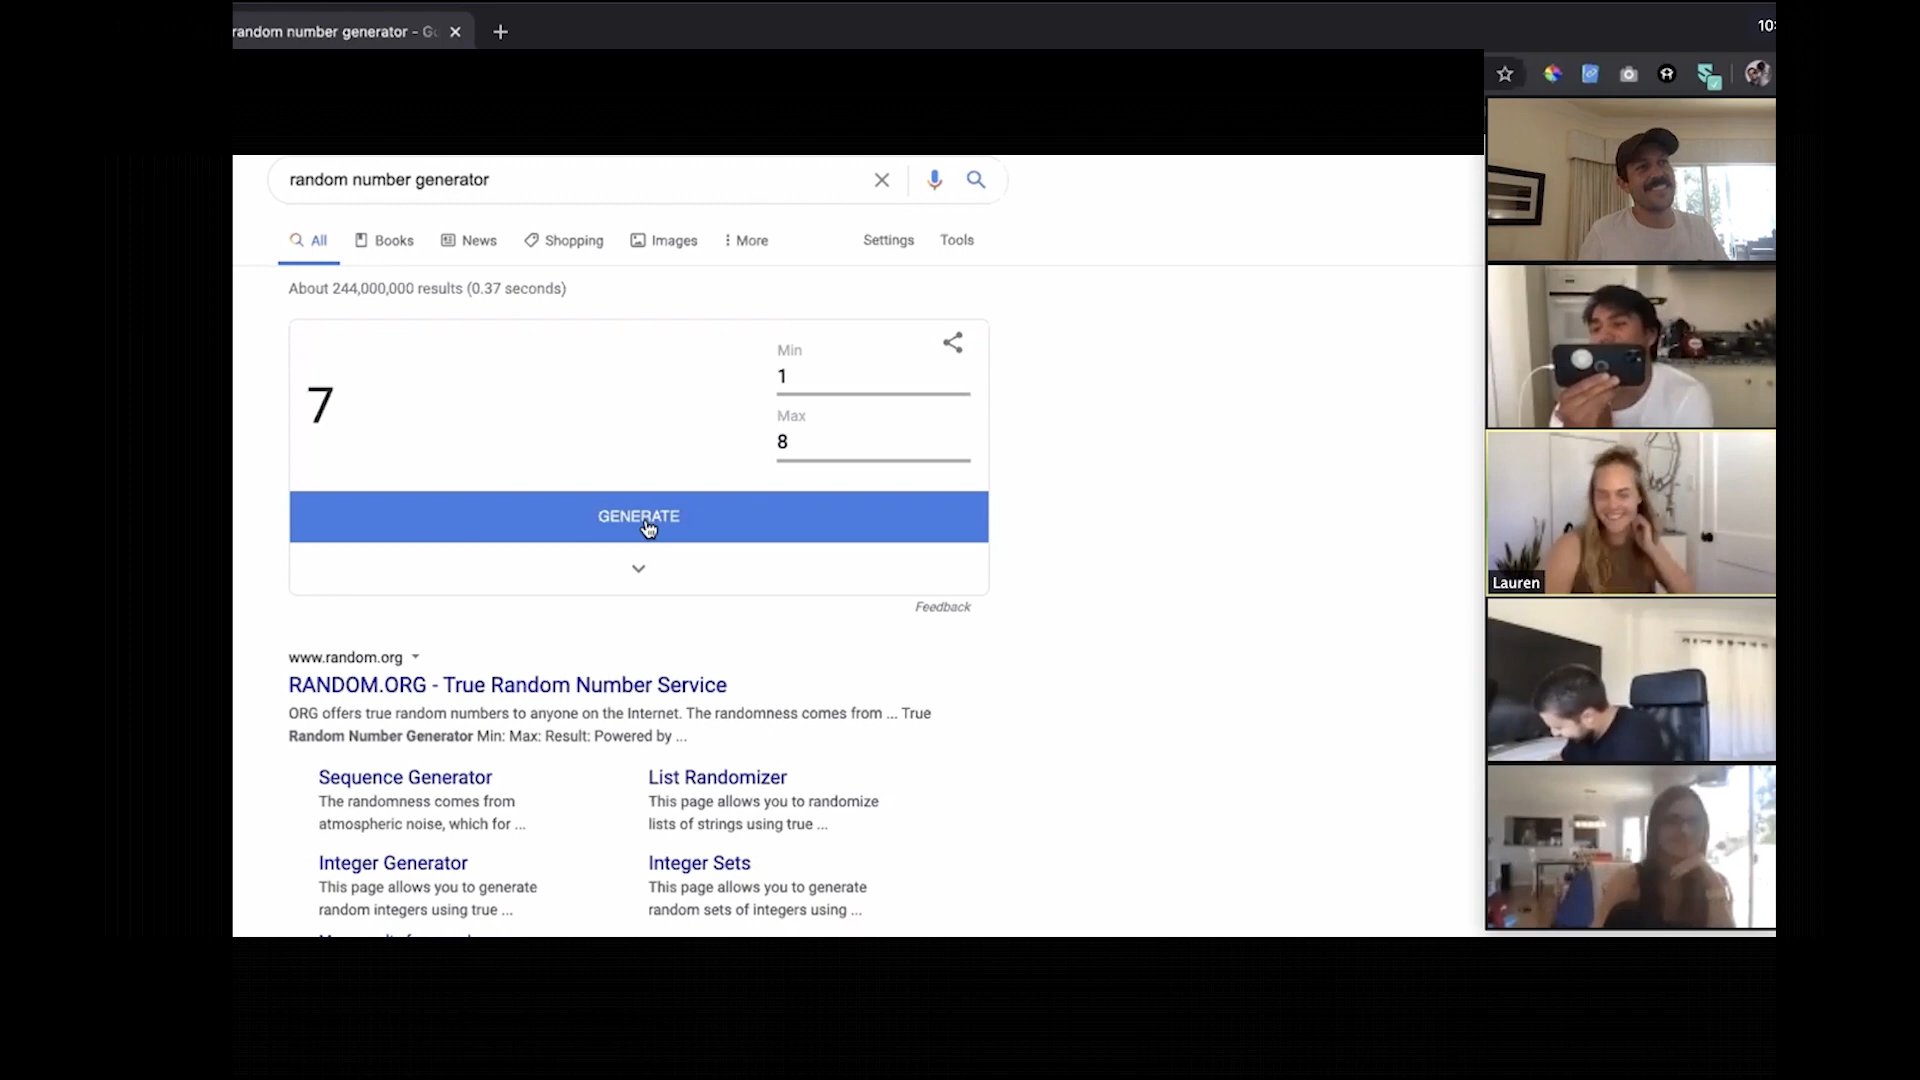 random number generator - Go
10:
random number generator
All
Books
News
Shopping
Images
More
Settings
Tools
About 244,000,000 results (0.37 seconds)
7
Min
1
Max
8
GENERATE
Feedback
www.random.org
RANDOM.ORG - True Random Number Service
ORG offers true random numbers to anyone on the Internet. The randomness comes from ... True
Random Number Generator Min: Max: Result: Powered by ...
Sequence Generator
The randomness comes from
atmospheric noise, which for ...
List Randomizer
This page allows you to randomize
lists of strings using true ...
Integer Generator
This page allows you to generate
random integers using true ...
Integer Sets
This page allows you to generate
random sets of integers using ...
Lauren